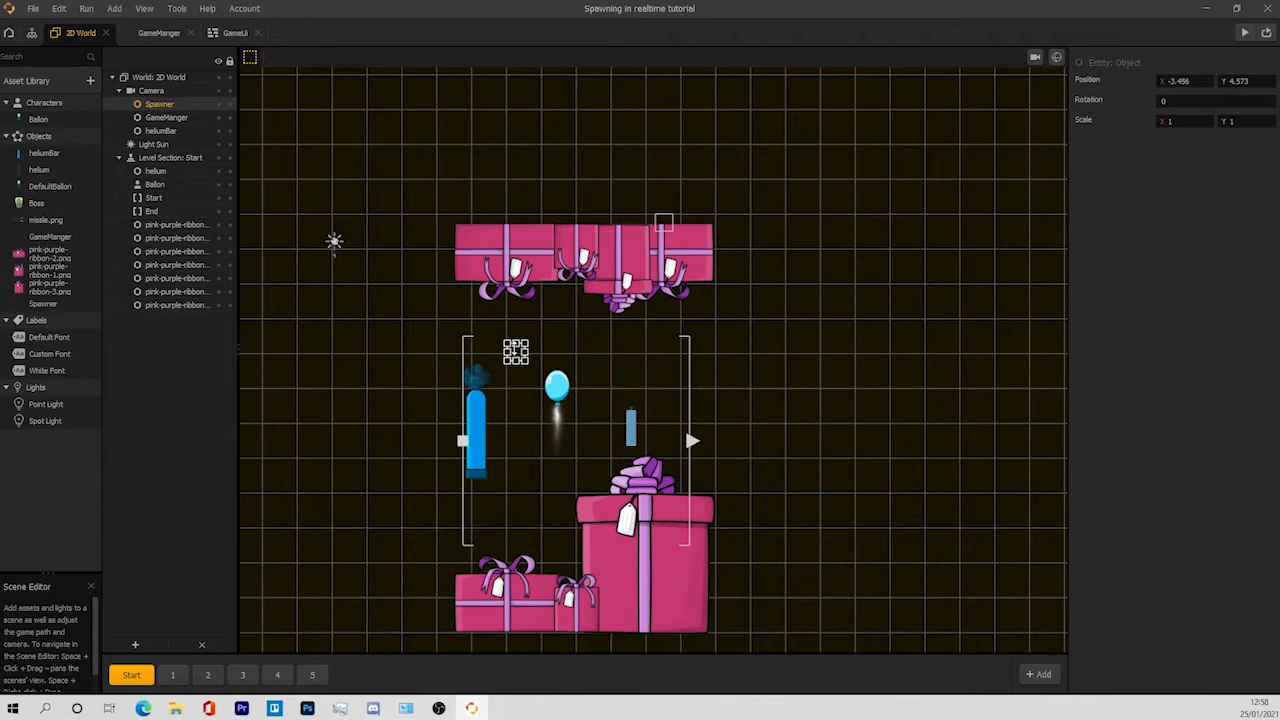 File Edit Run Add View Tools Help Account Spawning in realtime tutorial
2D World GameManger GameUi
Search
Asset Library
Characters
Ballon
Objects
heliumBar
helium
DefaultBallon
Boss
missle.png
GameManger
pink-purple-
ribbon-2.png
pink-purple-
ribbon-1.png
pink-purple-
ribbon-3.png
Spawner
Labels
Default Font
Custom Font
White Font
Lights
Point Light
Spot Light
World: 2D World
Camera
Spawner
GameManger
heliumBar
Light Sun
Level Section: Start
helium
Ballon
Start
End
pink-purple-ribbon...
pink-purple-ribbon...
pink-purple-ribbon...
pink-purple-ribbon...
pink-purple-ribbon...
pink-purple-ribbon...
pink-purple-ribbon...
Entity: Object
Position X -3.456 Y 4.573
Rotation 0
Scale X 1 Y 1
Scene Editor
Add assets and lights to a
scene as well as adjust
the game path and
camera. To navigate in
the Scene Editor: Space +
Click + Drag - pans the
scenes' view. Space +
Start 1 2 3 4 5 + Add
12:58
25/01/2021